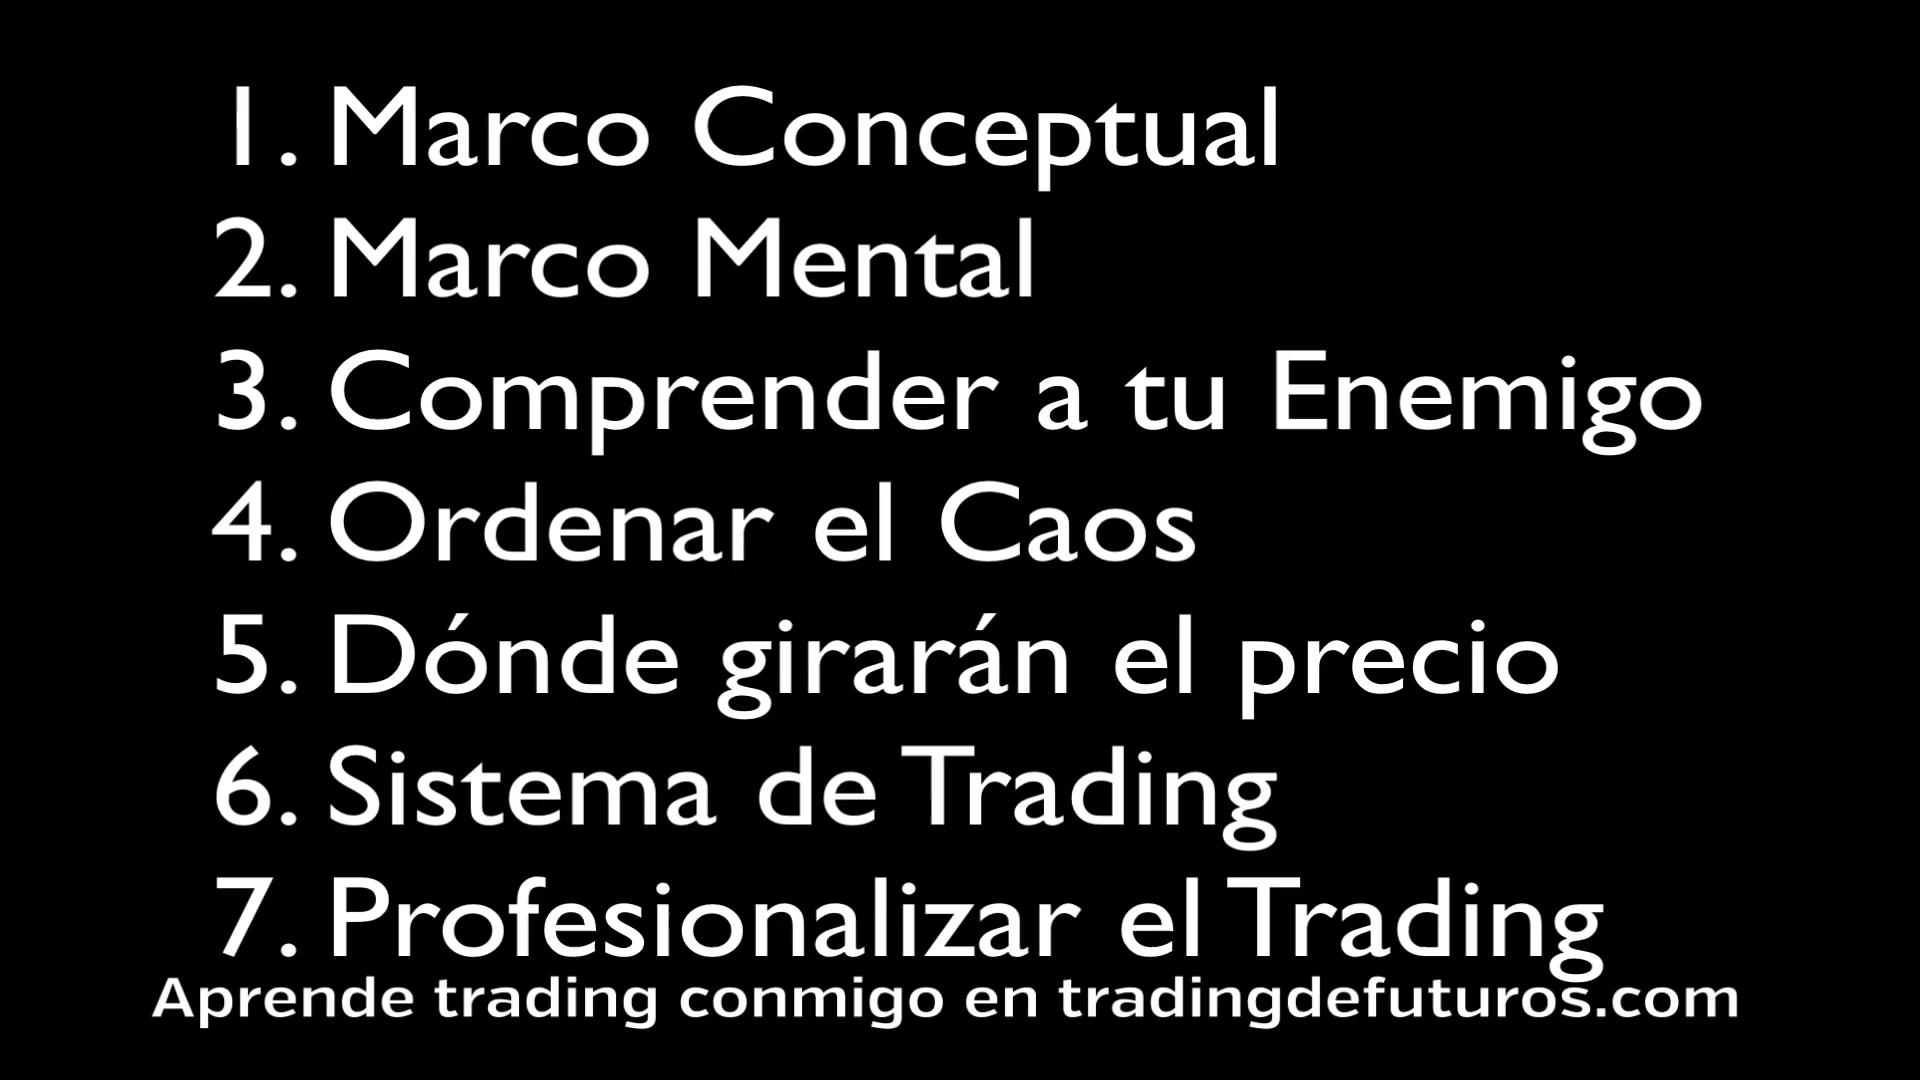 1. Marco Conceptual
2. Marco Mental
3. Comprender a tu Enemigo
4. Ordenar el Caos
5. Dónde girarán el precio
6. Sistema de Trading
7. Profesionalizar el Trading
Aprende trading conmigo en tradingdefuturos.com